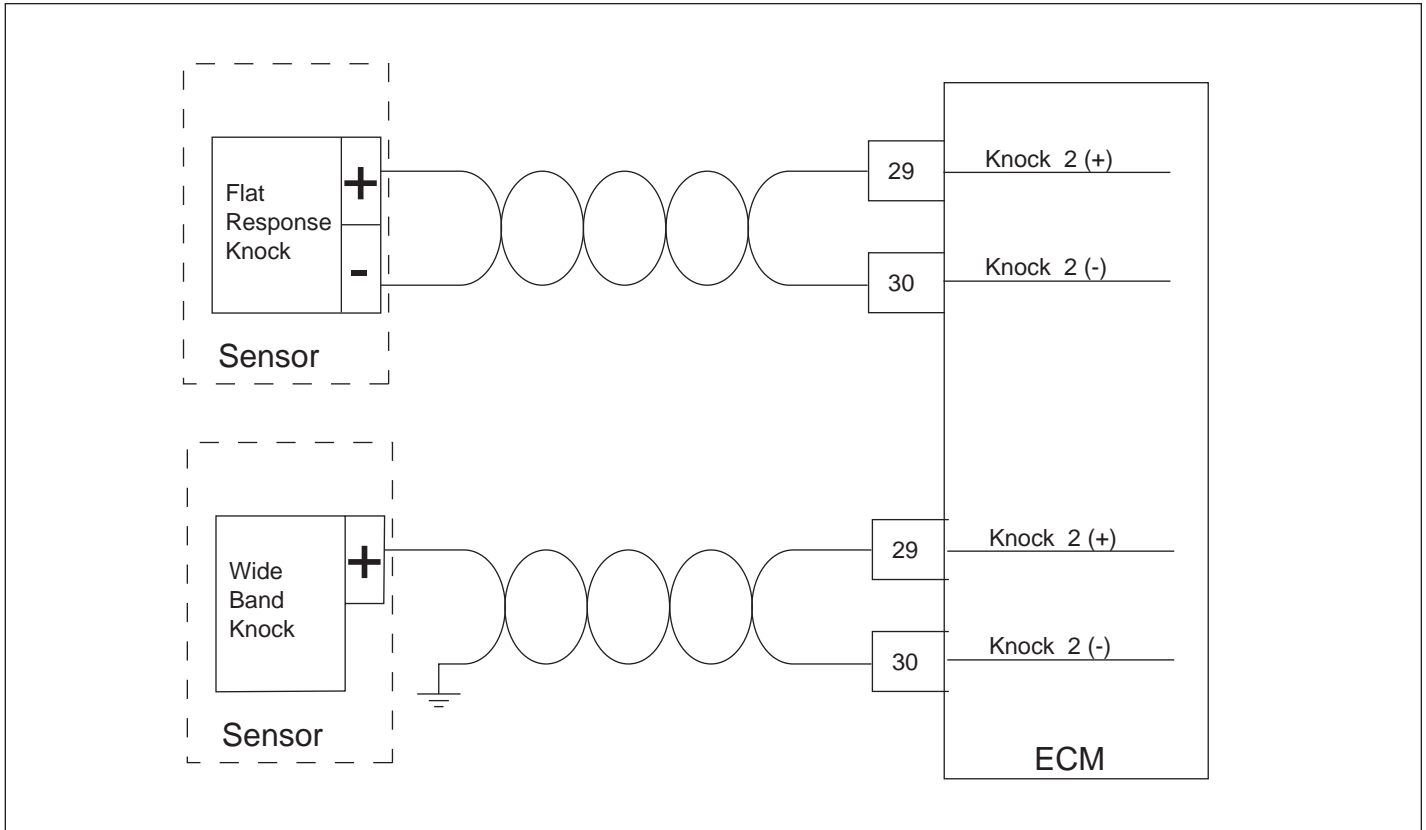 Flat
Response
Knock
+
-
Sensor
29
Knock 2 (+)
30
Knock 2 (-)
Wide
Band
Knock
+
Sensor
29
Knock 2 (+)
30
Knock 2 (-)
ECM